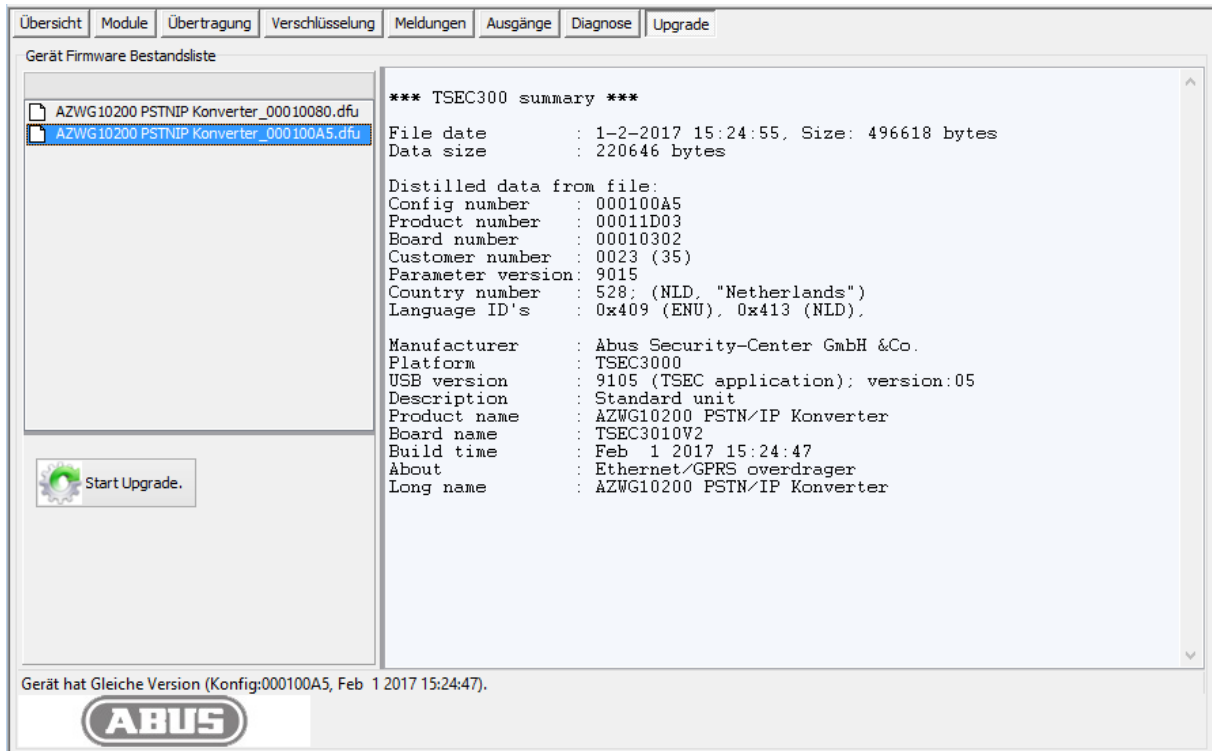 Übersicht Module Übertragung Verschlüsselung Meldungen Ausgänge Diagnose Upgrade
Gerät Firmware Bestandsliste
AZWG10200 PSTNIP Konverter_00010080.dfu
AZWG10200 PSTNIP Konverter_000100A5.dfu
Start Upgrade.
*** TSEC300 summary ***
File date : 1-2-2017 15:24:55, Size: 496618 bytes
Data size : 220646 bytes
Distilled data from file:
Config number : 000100A5
Product number : 00011D03
Board number : 00010302
Customer number : 0023 (35)
Parameter version: 9015
Country number : 528; (NLD, "Netherlands")
Language ID's : 0x409 (ENU), 0x413 (NLD),
Manufacturer : Abus Security-Center GmbH &Co.
Platform : TSEC3000
USB version : 9105 (TSEC application); version:05
Description : Standard unit
Product name : AZWG10200 PSTN/IP Konverter
Board name : TSEC3010V2
Build time : Feb 1 2017 15:24:47
About : Ethernet/GPRS overdrager
Long name : AZWG10200 PSTN/IP Konverter
Gerät hat Gleiche Version (Konfig:000100A5, Feb 1 2017 15:24:47).
ABUS